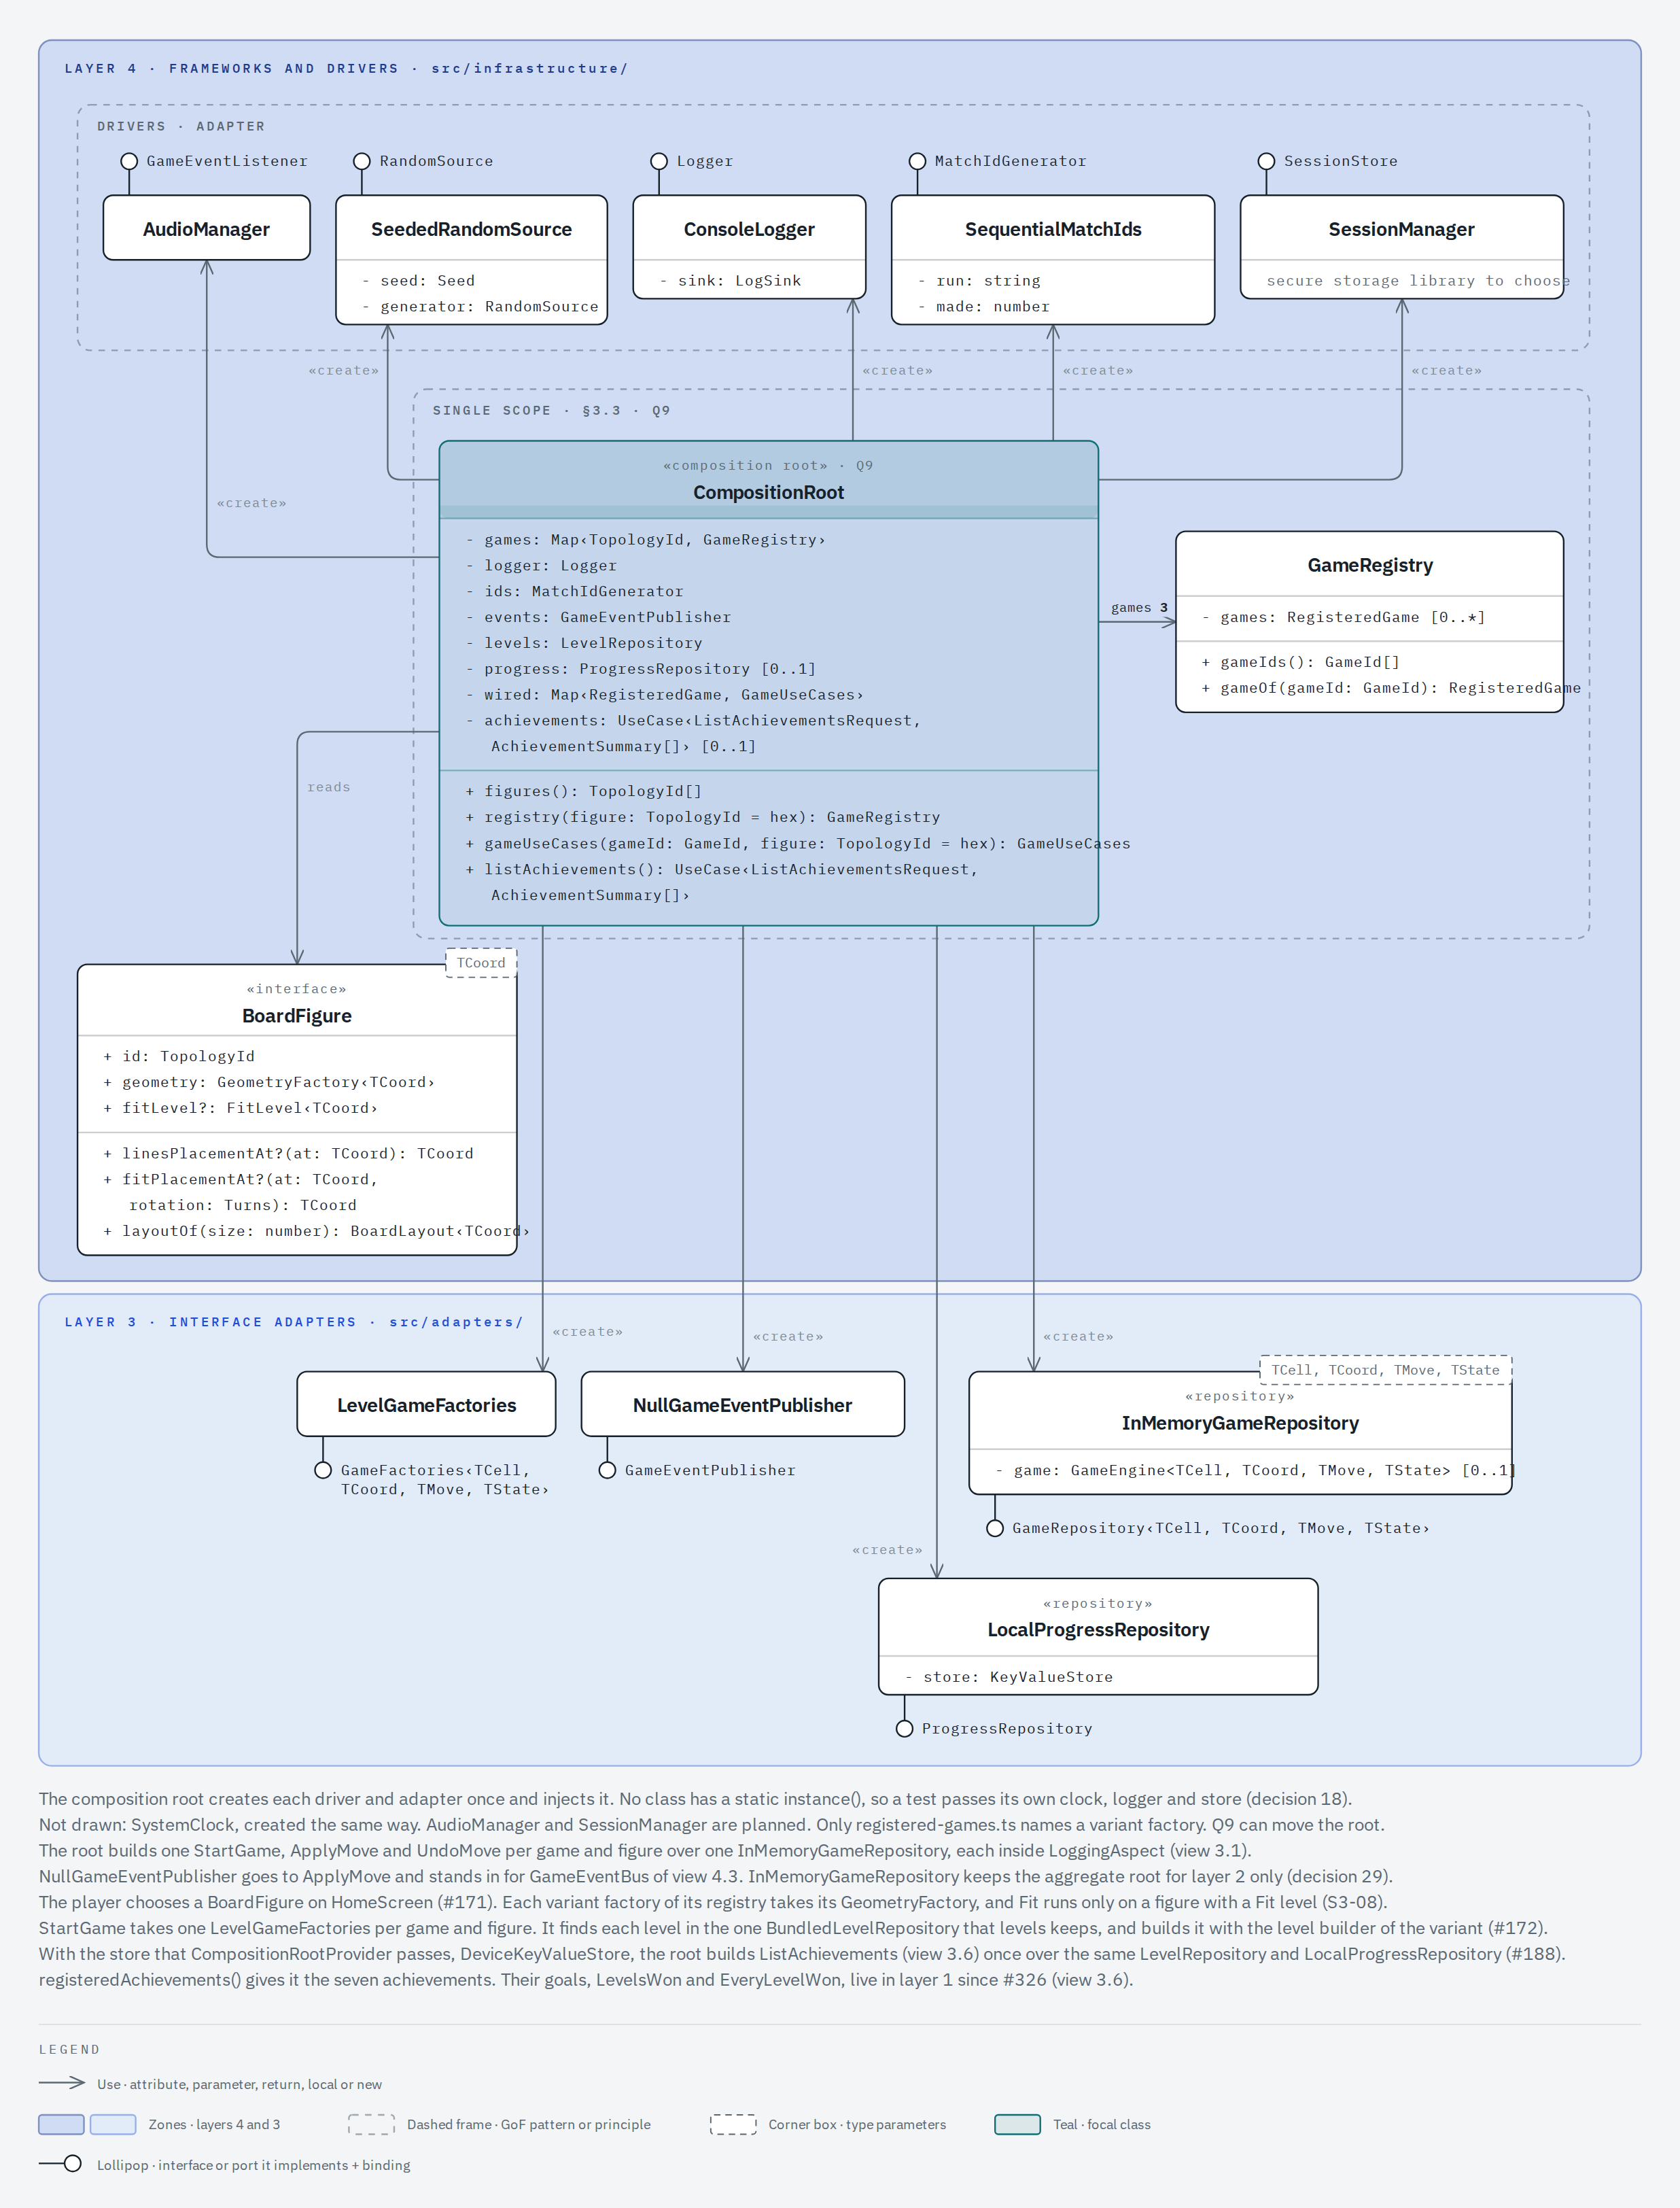 LAYER 4 · FRAMEWORKS AND DRIVERS · src/infrastructure/
DRIVERS · ADAPTER
GameEventListener
RandomSource
Logger
MatchIdGenerator
SessionStore
AudioManager
SeededRandomSource
- seed: Seed
- generator: RandomSource
ConsoleLogger
- sink: LogSink
SequentialMatchIds
- run: string
- made: number
SessionManager
secure storage library to choose
«create»
«create»
«create»
«create»
«create»
SINGLE SCOPE · §3.3 · Q9
«composition root» · Q9
CompositionRoot
- games: Map‹TopologyId, GameRegistry›
- logger: Logger
- ids: MatchIdGenerator
- events: GameEventPublisher
- levels: LevelRepository
- progress: ProgressRepository [0..1]
- wired: Map‹RegisteredGame, GameUseCases›
- achievements: UseCase‹ListAchievementsRequest,
AchievementSummary[]› [0..1]
+ figures(): TopologyId[]
+ registry(figure: TopologyId = hex): GameRegistry
+ gameUseCases(gameId: GameId, figure: TopologyId = hex): GameUseCases
+ listAchievements(): UseCase‹ListAchievementsRequest,
AchievementSummary[]›
games 3
GameRegistry
- games: RegisteredGame [0..*]
+ gameIds(): GameId[]
+ gameOf(gameId: GameId): RegisteredGame
reads
TCoord
«interface»
BoardFigure
+ id: TopologyId
+ geometry: GeometryFactory‹TCoord›
+ fitLevel?: FitLevel‹TCoord›
+ linesPlacementAt?(at: TCoord): TCoord
+ fitPlacementAt?(at: TCoord,
rotation: Turns): TCoord
+ layoutOf(size: number): BoardLayout‹TCoord›
LAYER 3 · INTERFACE ADAPTERS · src/adapters/
«create»
«create»
«create»
LevelGameFactories
GameFactories‹TCell,
TCoord, TMove, TState›
NullGameEventPublisher
GameEventPublisher
TCell, TCoord, TMove, TState
«repository»
InMemoryGameRepository
- game: GameEngine<TCell, TCoord, TMove, TState> [0..1]
GameRepository‹TCell, TCoord, TMove, TState›
«create»
«repository»
LocalProgressRepository
- store: KeyValueStore
ProgressRepository
The composition root creates each driver and adapter once and injects it. No class has a static instance(), so a test passes its own clock, logger and store (decision 18).
Not drawn: SystemClock, created the same way. AudioManager and SessionManager are planned. Only registered-games.ts names a variant factory. Q9 can move the root.
The root builds one StartGame, ApplyMove and UndoMove per game and figure over one InMemoryGameRepository, each inside LoggingAspect (view 3.1).
NullGameEventPublisher goes to ApplyMove and stands in for GameEventBus of view 4.3. InMemoryGameRepository keeps the aggregate root for layer 2 only (decision 29).
The player chooses a BoardFigure on HomeScreen (#171). Each variant factory of its registry takes its GeometryFactory, and Fit runs only on a figure with a Fit level (S3-08).
StartGame takes one LevelGameFactories per game and figure. It finds each level in the one BundledLevelRepository that levels keeps, and builds it with the level builder of the variant (#172).
With the store that CompositionRootProvider passes, DeviceKeyValueStore, the root builds ListAchievements (view 3.6) once over the same LevelRepository and LocalProgressRepository (#188).
registeredAchievements() gives it the seven achievements. Their goals, LevelsWon and EveryLevelWon, live in layer 1 since #326 (view 3.6).
LEGEND
Use · attribute, parameter, return, local or new
Zones · layers 4 and 3
Dashed frame · GoF pattern or principle
Corner box · type parameters
Teal · focal class
Lollipop · interface or port it implements + binding